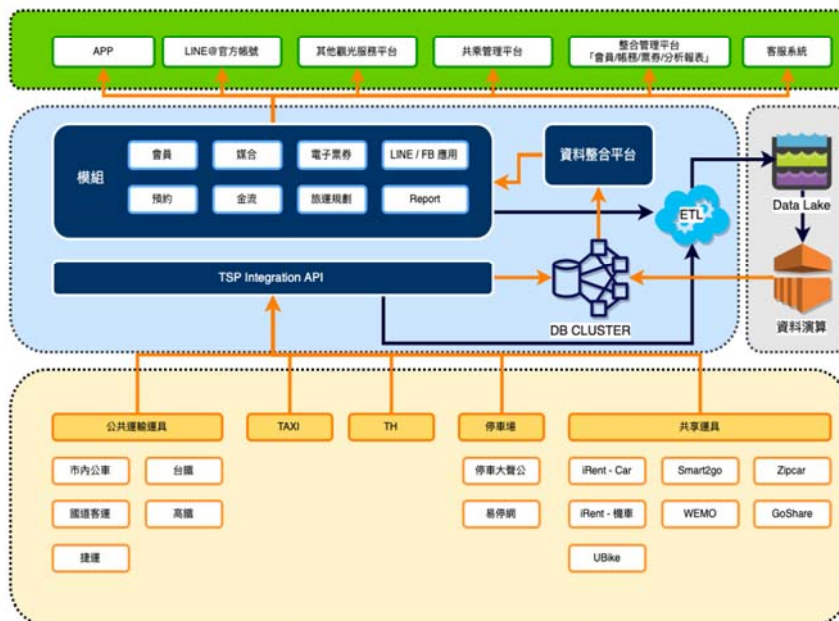 APP
LINE@官方帳號
其他觀光服務平台
共乘管理平台
整合管理平台
「會員/帳務/票券/分析報表」
客服系統
模組
會員
媒合
電子票券
LINE / FB 應用
預約
金流
旅運規劃
Report
資料整合平台
ETL
Data Lake
TSP Integration API
DB CLUSTER
資料演算
公共運輸運具
TAXI
TH
停車場
共享運具
市內公車
台鐵
停車大聲公
iRent - Car
Smart2go
Zipcar
國道客運
高鐵
易停網
iRent - 機車
WEMO
GoShare
捷運
UBike